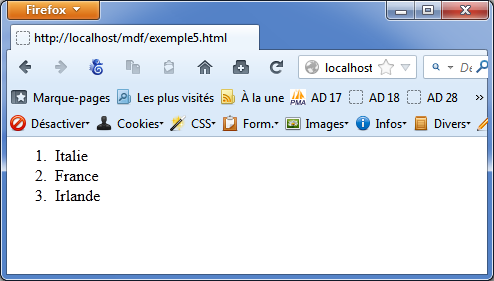 Firefox
http://localhost/mdf/exemple5.html
localhost
Marque-pages Les plus visités À la une PMA AD 17 AD 18 AD 28 »
Désactiver Cookies CSS Form. Images Infos Divers
1. Italie
2. France
3. Irlande